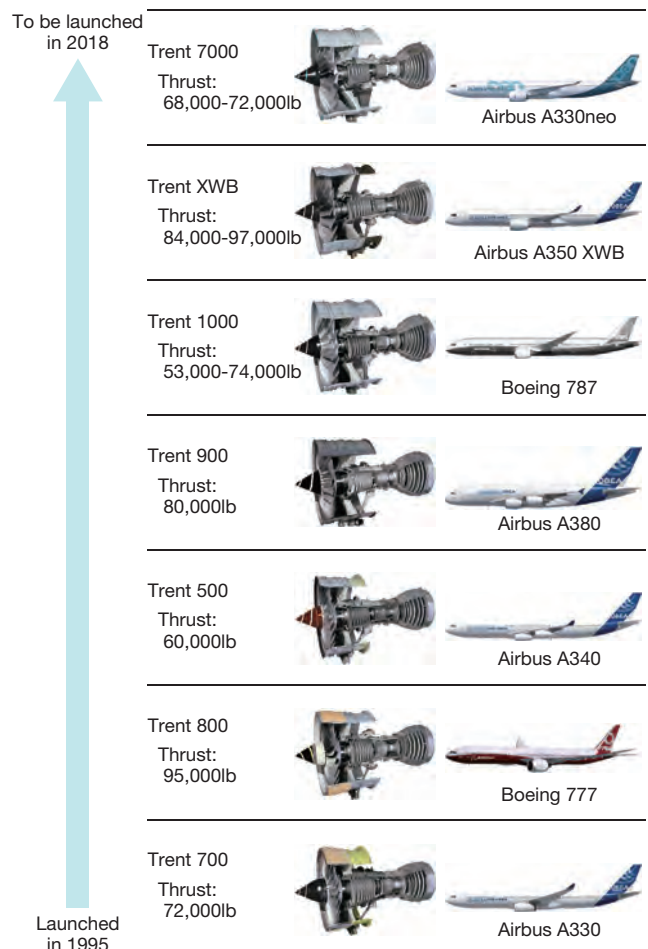 To be launched
in 2018
Trent 7000
Thrust:
68,000-72,000lb
Airbus A330neo
Trent XWB
Thrust:
84,000-97,000lb
Airbus A350 XWB
Trent 1000
Thrust:
53,000-74,000lb
Boeing 787
Trent 900
Thrust:
80,000lb
Airbus A380
Trent 500
Thrust:
60,000lb
Airbus A340
Trent 800
Thrust:
95,000lb
Boeing 777
Trent 700
Thrust:
72,000lb
Airbus A330
Launched
in 1995